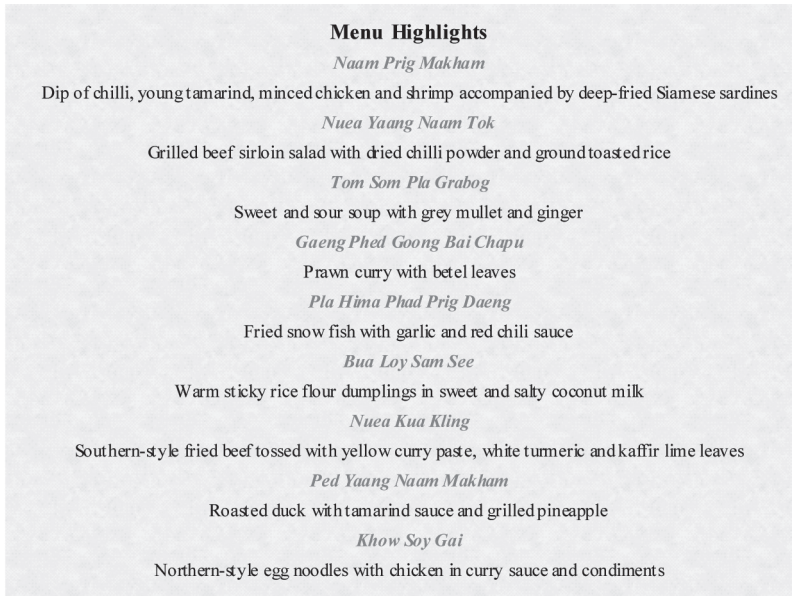 Menu Highlights
Naam Prig Makham
Dip of chilli, young tamarind, minced chicken and shrimp accompanied by deep-fried Siamese sardines
Nuea Yaang Naam Tok
Grilled beef sirloin salad with dried chilli powder and ground toasted rice
Tom Som Pla Grabog
Sweet and sour soup with grey mullet and ginger
Gaeng Phed Goong Bai Chapu
Prawn curry with betel leaves
Pla Hima Phad Prig Daeng
Fried snow fish with garlic and red chili sauce
Bua Loy Sam See
Warm sticky rice flour dumplings in sweet and salty coconut milk
Nuea Kua Kling
Southern-style fried beef tossed with yellow curry paste, white turmeric and kaffir lime leaves
Ped Yaang Naam Makham
Roasted duck with tamarind sauce and grilled pineapple
Khow Soy Gai
Northern-style egg noodles with chicken in curry sauce and condiments